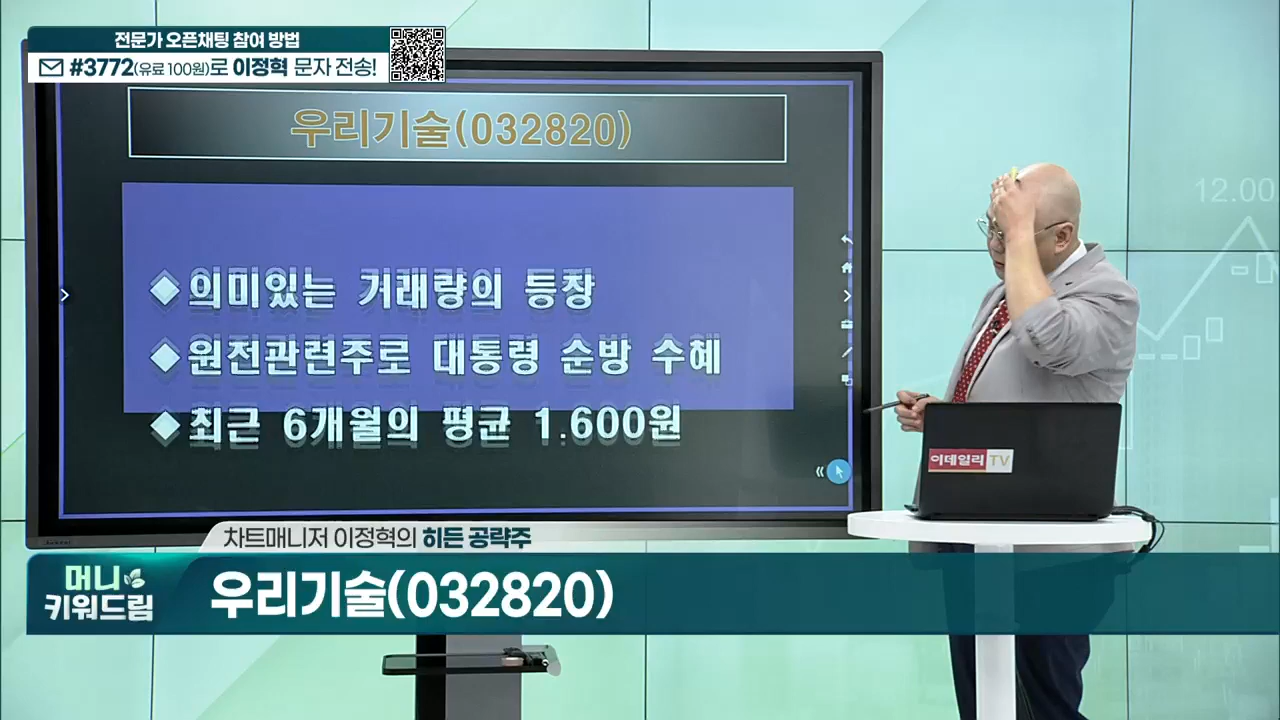 전문가 오픈채팅 참여 방법
#3772(유료 100원)로 이정혁 문자 전송!
우리기술(032820)
◆의미있는 거래량의 등장
◆원전관련주로 대통령 순방 수혜
◆최근 6개월의 평균 1.600원
12.00
이데일리 TV
차트매니저 이정혁의 히든 공략주
머니
키워드림
우리기술(032820)